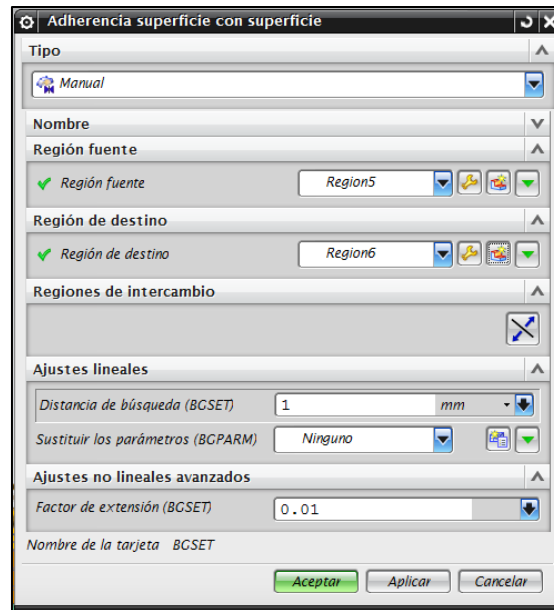 Adherencia superficie con superficie
Tipo
Manual
Nombre
Región fuente
Región fuente Region5
Región de destino
Región de destino Region6
Regiones de intercambio
Ajustes lineales
Distancia de búsqueda (BGSET) 1 mm
Sustituir los parámetros (BGPARM) Ninguno
Ajustes no lineales avanzados
Factor de extensión (BGSET) 0.01
Nombre de la tarjeta BGSET
Aceptar Aplicar Cancelar